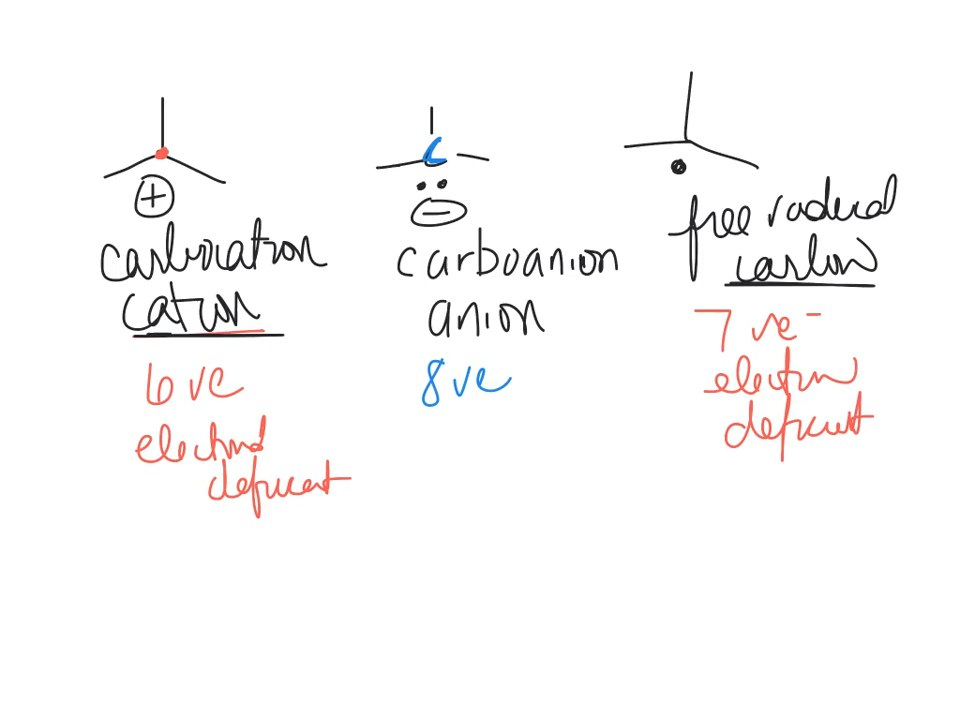 +
carbocation
cation
6 ve
electron
deficient
C
••
−
carboanion
anion
8 ve
•
free radical
carbon
7 ve⁻
electron
deficient